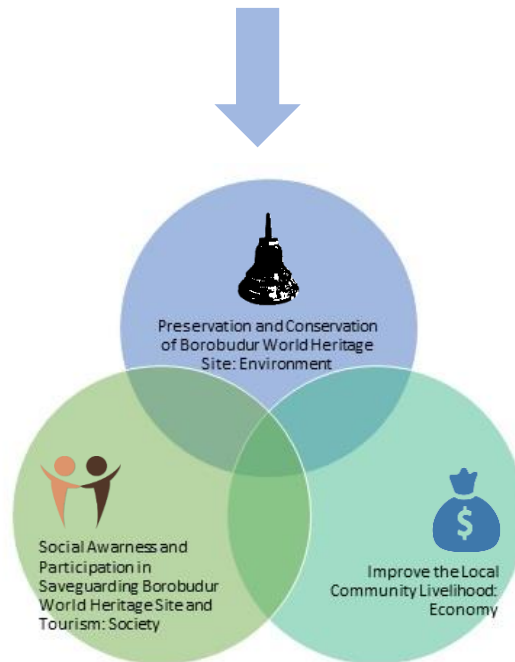 Preservation and Conservation
of Borobudur World Heritage
Site: Environment
$
Social Awarness and
Participation in
Saveguarding Borobudur
World Heritage Site and
Tourism: Society
Improve the Local
Community Livelihood:
Economy